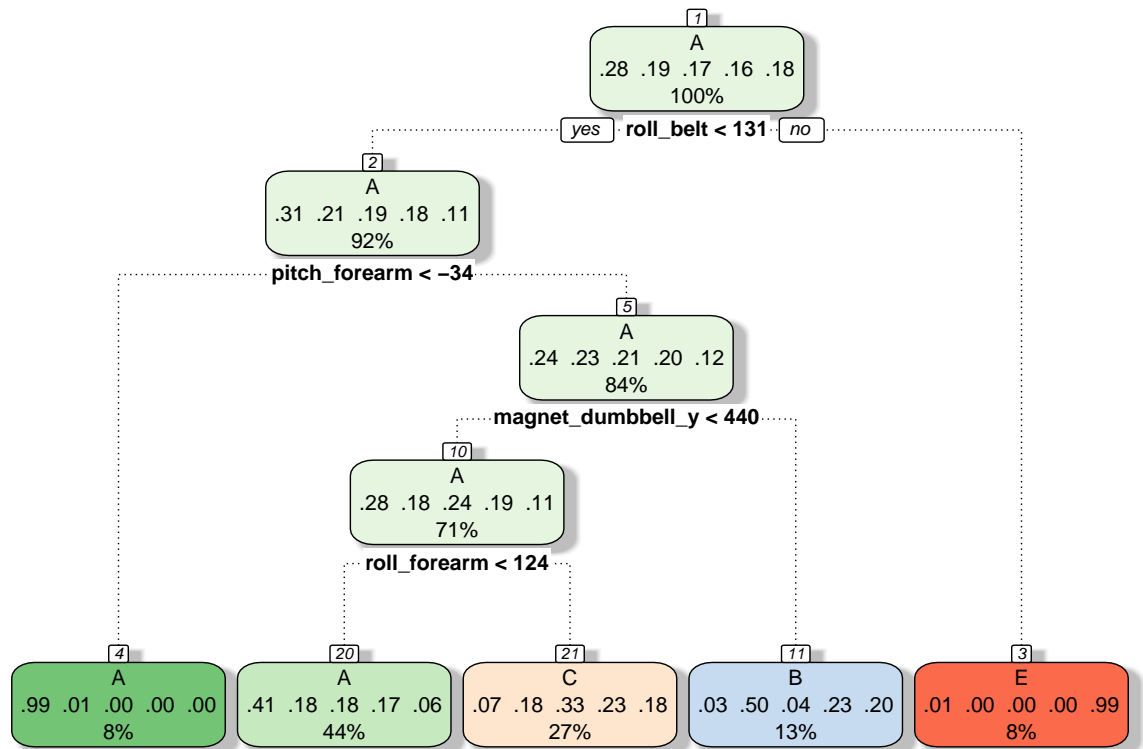 1
A
.28 .19 .17 .16 .18
100%
yes roll_belt < 131 no
2
A
.31 .21 .19 .18 .11
92%
pitch_forearm < −34
5
A
.24 .23 .21 .20 .12
84%
magnet_dumbbell_y < 440
10
A
.28 .18 .24 .19 .11
71%
roll_forearm < 124
4
A
.99 .01 .00 .00 .00
8%
20
A
.41 .18 .18 .17 .06
44%
21
C
.07 .18 .33 .23 .18
27%
11
B
.03 .50 .04 .23 .20
13%
3
E
.01 .00 .00 .00 .99
8%